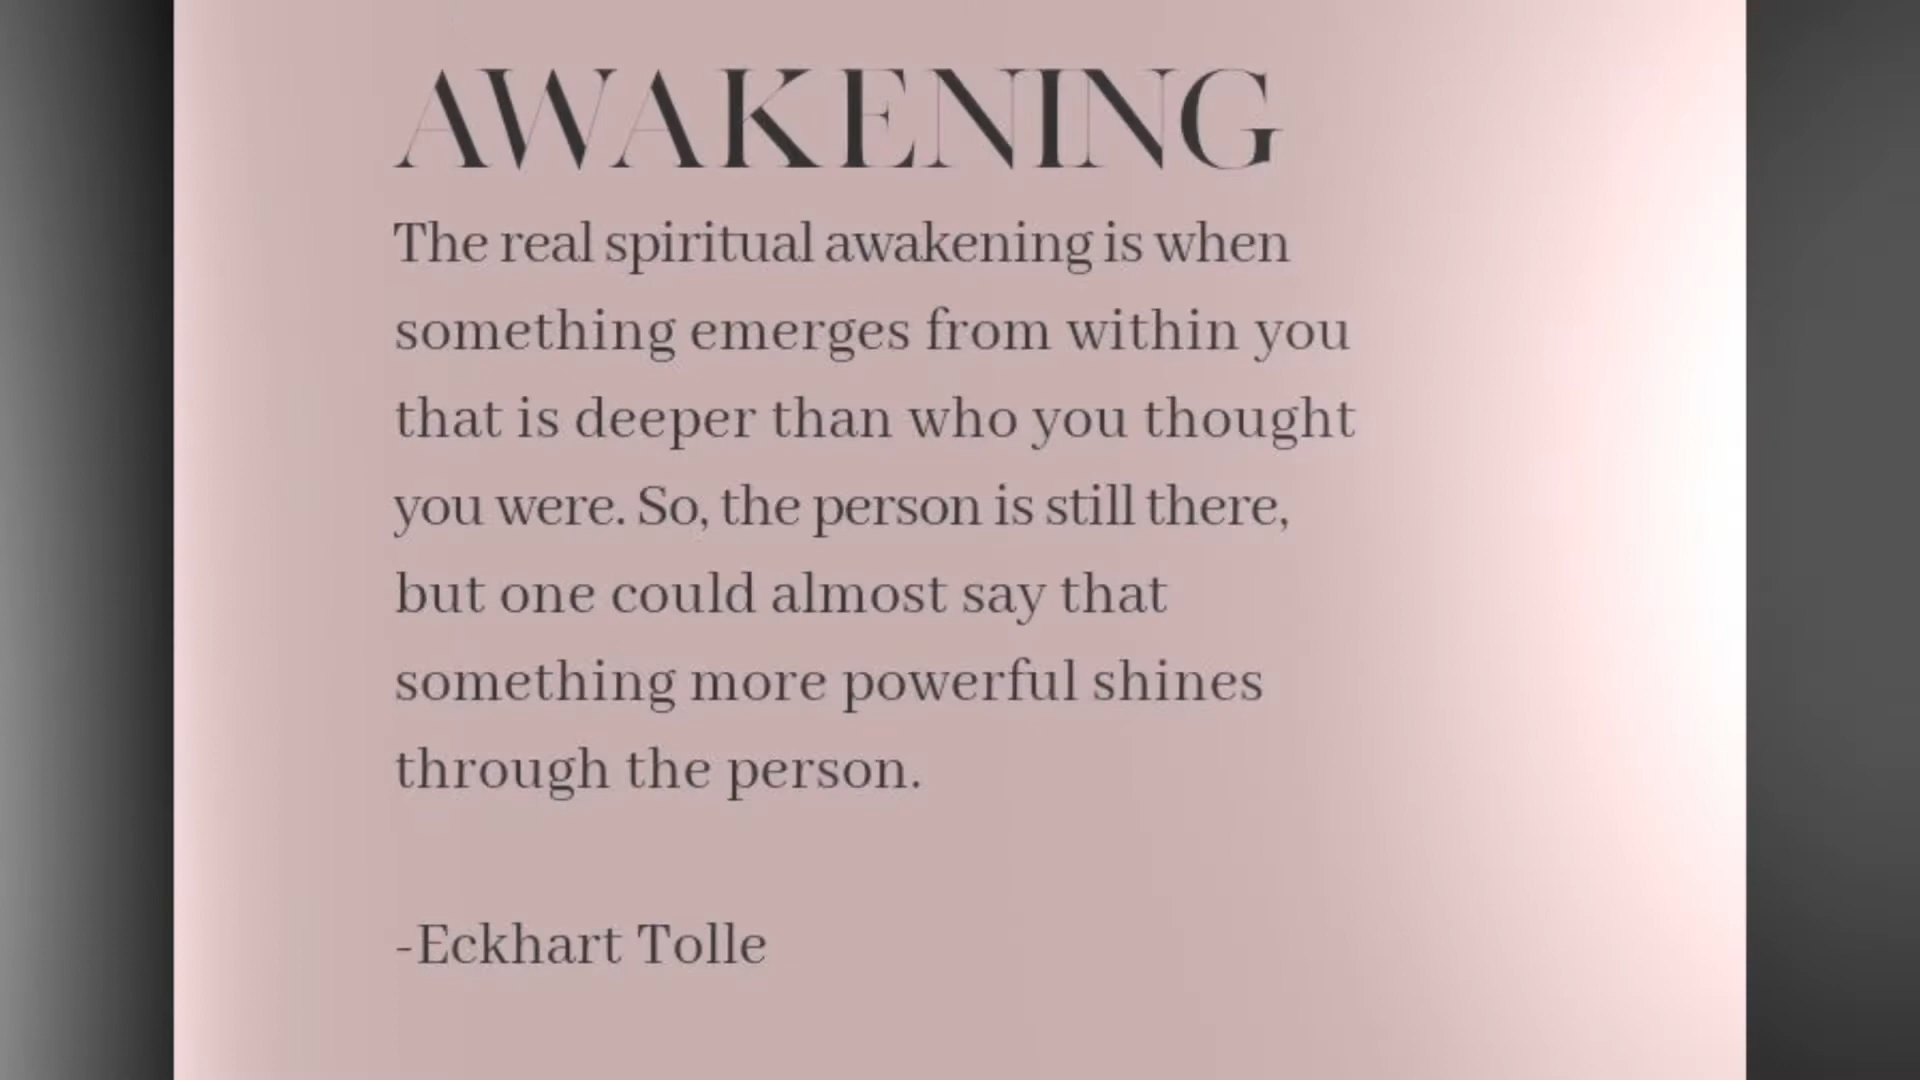 AWAKENING
The real spiritual awakening is when
something emerges from within you
that is deeper than who you thought
you were. So, the person is still there,
but one could almost say that
something more powerful shines
through the person.
-Eckhart Tolle